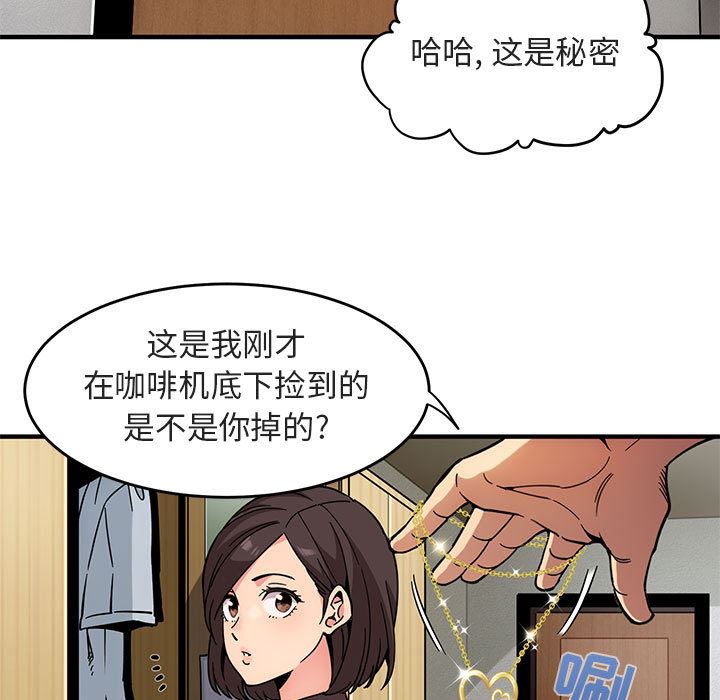 哈哈, 这是秘密
这是我刚才
在咖啡机底下捡到的
是不是你掉的?
唰